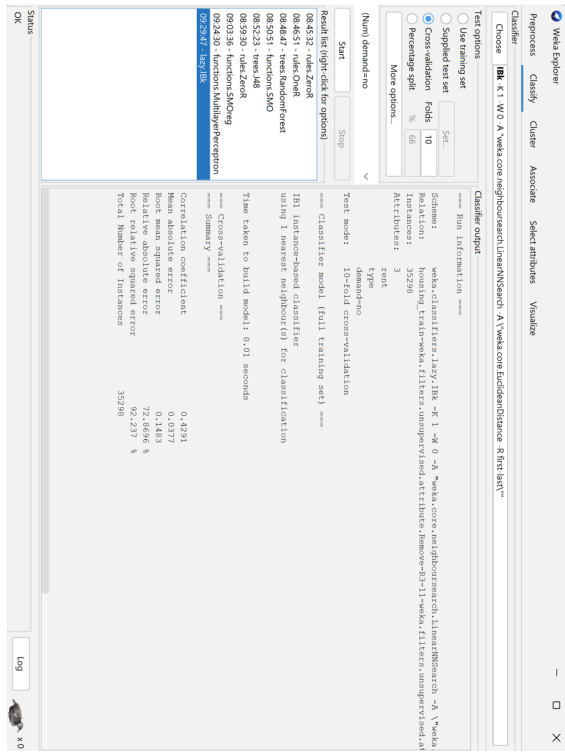 Weka Explorer
Preprocess Classify Cluster Associate Select attributes Visualize
Classifier
Choose IBk -K 1 -W 0 -A "weka.core.neighboursearch.LinearNNSearch -A \"weka.core.EuclideanDistance -R first-last\""
Test options
Use training set
Supplied test set Set...
Cross-validation Folds 10
Percentage split % 66
More options...
(Num) demand=no
Start Stop
Result list (right-click for options)
08:45:32 - rules.ZeroR
08:46:51 - rules.OneR
08:48:47 - trees.RandomForest
08:50:51 - functions.SMO
08:52:23 - trees.J48
08:59:30 - rules.ZeroR
09:03:36 - functions.SMOreg
09:24:30 - functions.MultilayerPerceptron
09:29:47 - lazy.IBk
Classifier output
=== Run information ===
Scheme: weka.classifiers.lazy.IBk -K 1 -W 0 -A "weka.core.neighboursearch.LinearNNSearch -A \"weka
Relation: housing_train-weka.filters.unsupervised.attribute.Remove-R3-11-weka.filters.unsupervised.at
Instances: 35298
Attributes: 3
rent
type
demand=no
Test mode: 10-fold cross-validation
=== Classifier model (full training set) ===
IB1 instance-based classifier
using 1 nearest neighbour(s) for classification
Time taken to build model: 0.01 seconds
=== Cross-validation ===
=== Summary ===
Correlation coefficient 0.4291
Mean absolute error 0.0377
Root mean squared error 0.1483
Relative absolute error 72.8696 %
Root relative squared error 92.237 %
Total Number of Instances 35298
Status
OK
Log
x 0